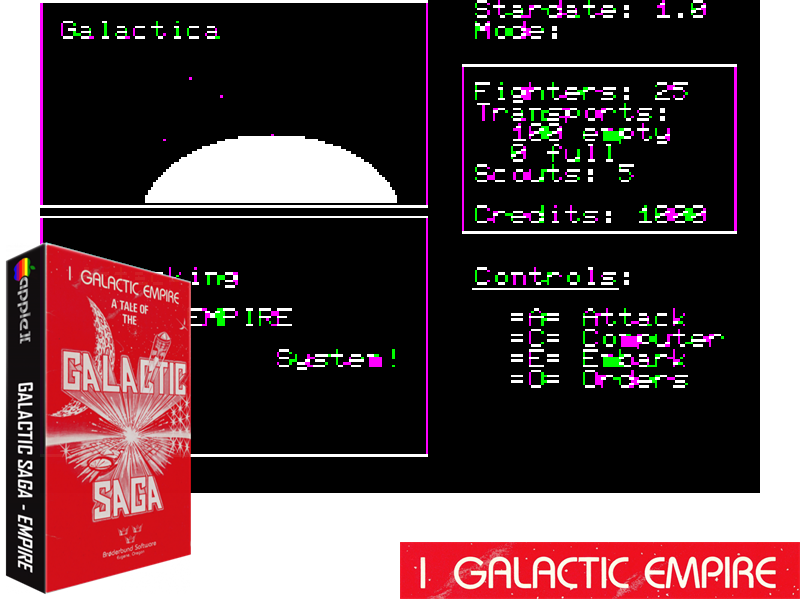 Galactica
Stardate: 1.0
Mode:
Fighters: 25
Transports:
100 empty
0 full
Scouts: 5
Credits: 1000
king
EMPIRE
System!
Controls:
=A= Attack
=C= Computer
=E= Embark
=O= Orders
apple ][
GALACTIC SAGA - EMPIRE
I GALACTIC EMPIRE
A TALE OF
THE
GALACTIC
SAGA
Brøderbund Software
Eugene, Oregon
I GALACTIC EMPIRE